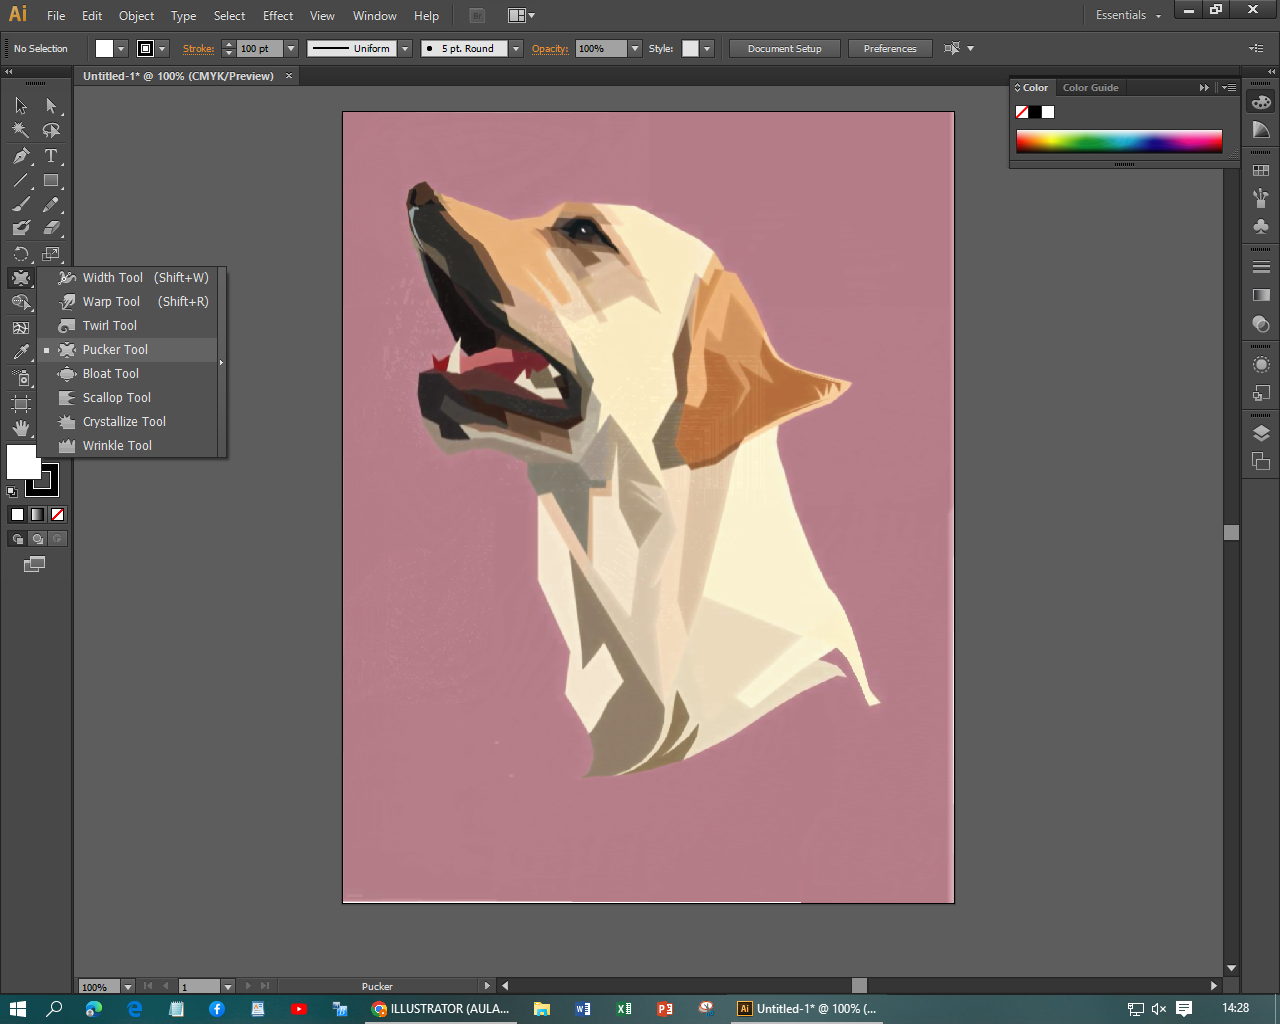 Ai File Edit Object Type Select Effect View Window Help Br Essentials
No Selection Stroke: 100 pt Uniform 5 pt. Round Opacity: 100% Style: Document Setup Preferences
Untitled-1* @ 100% (CMYK/Preview)
Color Color Guide
T
Width Tool (Shift+W)
Warp Tool (Shift+R)
Twirl Tool
Pucker Tool
Bloat Tool
Scallop Tool
Crystallize Tool
Wrinkle Tool
100% 1 Pucker
ILLUSTRATOR (AULA... Ai Untitled-1* @ 100% (... 14:28